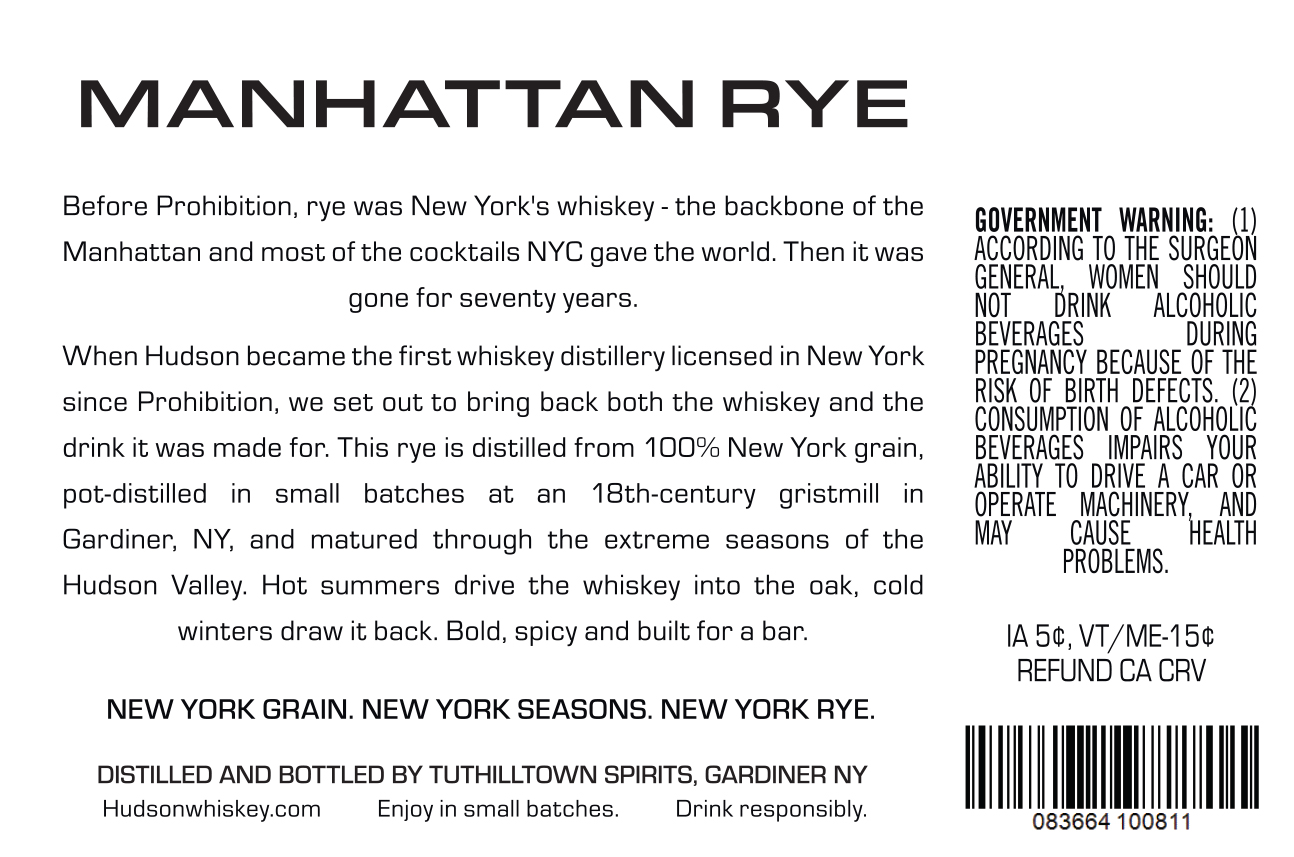 MANHATTAN RYE
Before Prohibition, rye was New York's whiskey - the backbone of the
Manhattan and most of the cocktails NYC gave the world. Then it was
gone for seventy years.
When Hudson became the first whiskey distillery licensed in New York
since Prohibition, we set out to bring back both the whiskey and the
drink it was made for. This rye is distilled from 100% New York grain,
pot-distilled in small batches at an 18th-century gristmill in
Gardiner, NY, and matured through the extreme seasons of the
Hudson Valley. Hot summers drive the whiskey into the oak, cold
winters draw it back. Bold, spicy and built for a bar.
NEW YORK GRAIN. NEW YORK SEASONS. NEW YORK RYE.
DISTILLED AND BOTTLED BY TUTHILLTOWN SPIRITS, GARDINER NY
Hudsonwhiskey.com Enjoy in small batches. Drink responsibly.
GOVERNMENT WARNING: (1)
ACCORDING TO THE SURGEON
GENERAL, WOMEN SHOULD
NOT DRINK ALCOHOLIC
BEVERAGES DURING
PREGNANCY BECAUSE OF THE
RISK OF BIRTH DEFECTS. (2)
CONSUMPTION OF ALCOHOLIC
BEVERAGES IMPAIRS YOUR
ABILITY TO DRIVE A CAR OR
OPERATE MACHINERY, AND
MAY CAUSE HEALTH
PROBLEMS.
IA 5¢, VT/ME-15¢
REFUND CA CRV
083664 100811